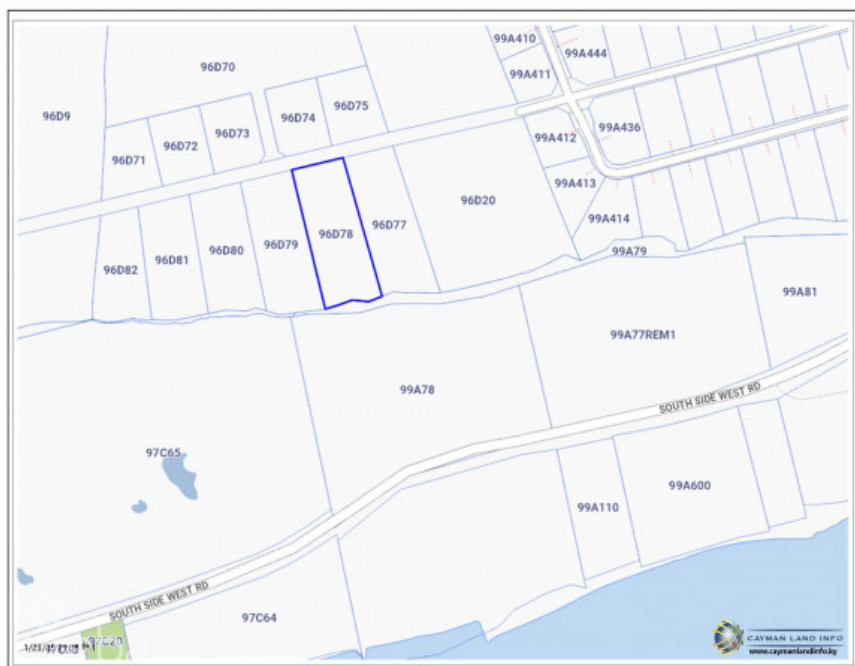 99A410
99A444
96D70
99A411
96D9
96D75
96D74
96D73
96D72
96D71
99A412
99A436
99A413
96D20
99A414
96D77
96D78
96D79
96D80
96D81
96D82
99A79
99A81
99A77REM1
99A78
SOUTH SIDE WEST RD
97C65
99A600
99A110
SOUTH SIDE WEST RD
97C64
97C20
CAYMAN LAND INFO
www.caymanlandinfo.ky